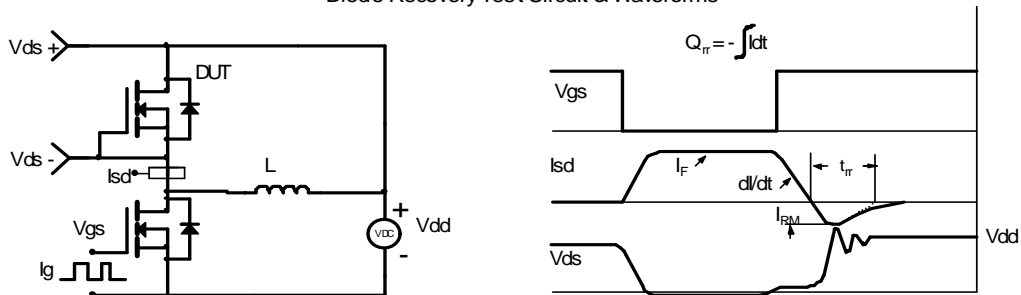 Diode Recovery Test Circuit & Waveforms
Vds +
DUT
Vds -
Isd
L
Vgs
Ig
VDC
+
-
Vdd
Qrr = - ∫Idt
Vgs
Isd
IF
dI/dt
trr
IRM
Vdd
Vds